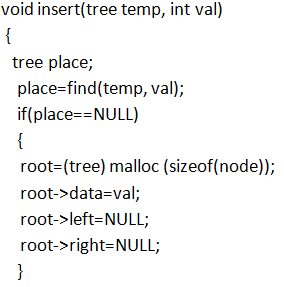 void insert(tree temp, int val)
{
tree place;
place=find(temp, val);
if(place==NULL)
{
root=(tree) malloc (sizeof(node));
root->data=val;
root->left=NULL;
root->right=NULL;
}